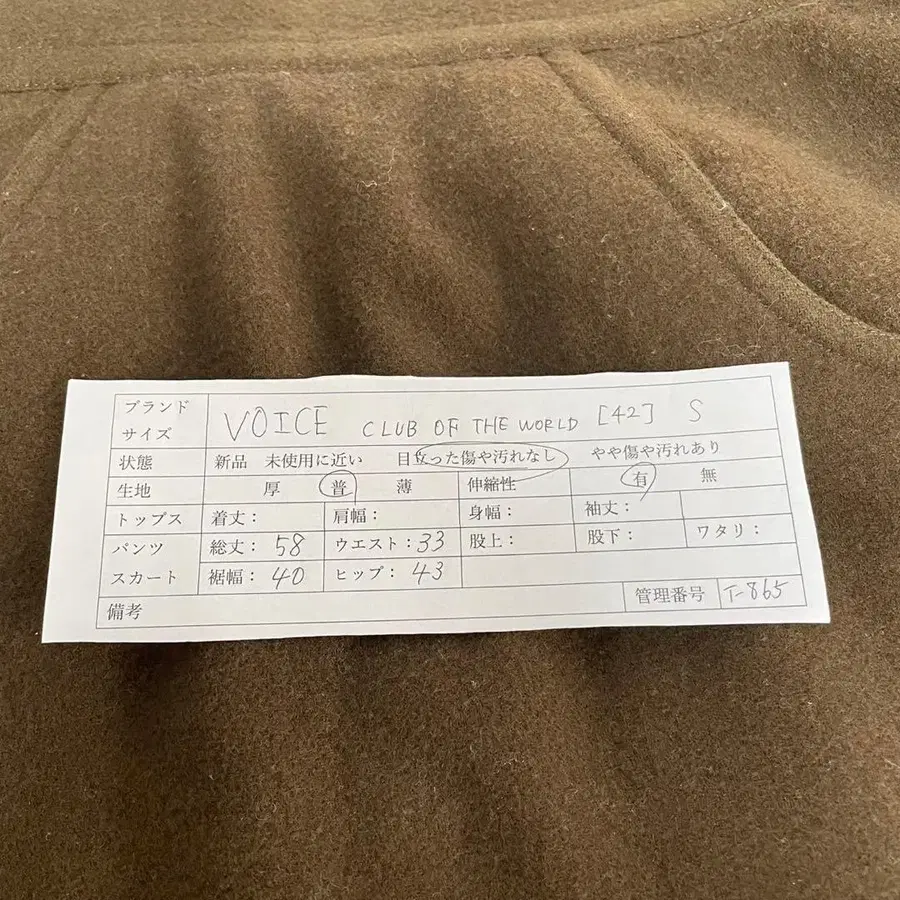 ブランド
サイズ
VOICE CLUB OF THE WORLD [42] S
状態 新品 未使用に近い 目立った傷や汚れなし やや傷や汚れあり
生地 厚 普 薄 伸縮性 有 無
トップス 着丈： 肩幅： 身幅： 袖丈：
パンツ 総丈：58 ウエスト：33 股上： 股下： ワタリ：
スカート 裾幅：40 ヒップ：43
備考 管理番号 T-865